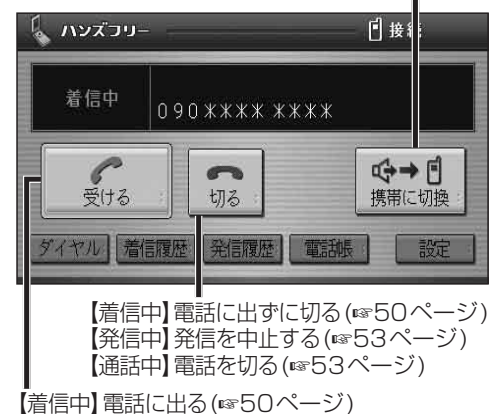 ハンズフリー 接続
着信中 090**** ****
受ける 切る 携帯に切換
ダイヤル 着信履歴 発信履歴 電話帳 設定
【着信中】電話に出ずに切る(☞50ページ)
【発信中】発信を中止する(☞53ページ)
【通話中】電話を切る(☞53ページ)
【着信中】電話に出る(☞50ページ)